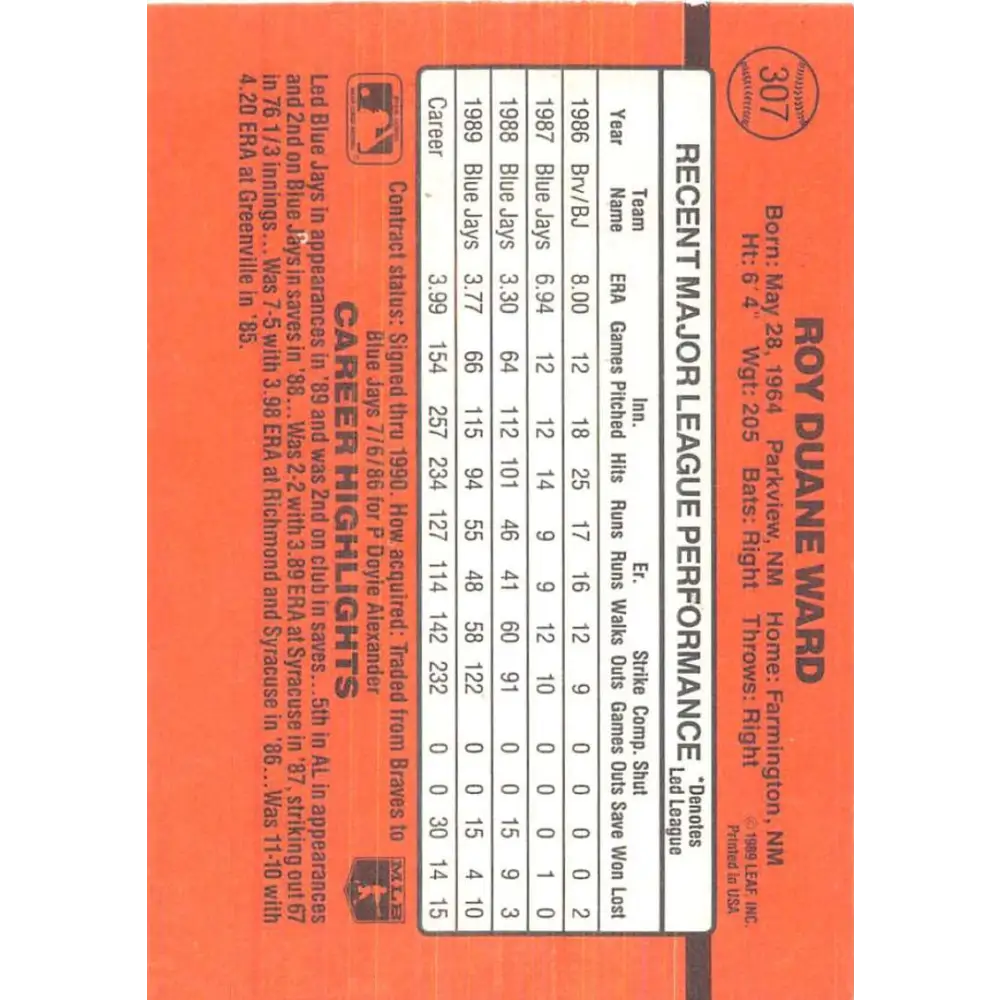 307
ROY DUANE WARD
Born: May 28, 1964 Parkview, NM Home: Farmington, NM
Ht: 6'4" Wgt: 205 Bats: Right Throws: Right
© 1989 LEAF, INC.
Printed in USA
RECENT MAJOR LEAGUE PERFORMANCE *Denotes
Led League
Team Inn. Er. Strike Comp. Shut
Year Name ERA Games Pitched Hits Runs Runs Walks Outs Games Outs Save Won Lost
1986 Brv/BJ 8.00 12 18 25 17 16 12 9 0 0 0 0 2
1987 Blue Jays 6.94 12 12 14 9 9 12 10 0 0 0 1 0
1988 Blue Jays 3.30 64 112 101 46 41 60 91 0 0 15 9 3
1989 Blue Jays 3.77 66 115 94 55 48 58 122 0 0 15 4 10
Career 3.99 154 257 234 127 114 142 232 0 0 30 14 15
Contract status: Signed thru 1990. How acquired: Traded from Braves to
Blue Jays 7/6/86 for P Doyle Alexander
MLB
CAREER HIGHLIGHTS
Led Blue Jays in appearances in '89 and was 2nd on club in saves...5th in AL in appearances
and 2nd on Blue Jays in saves in '88... Was 2-2 with 3.89 ERA at Syracuse in '87, striking out 67
in 76 1/3 innings... Was 7-5 with 3.98 ERA at Richmond and Syracuse in '86... Was 11-10 with
4.20 ERA at Greenville in '85.